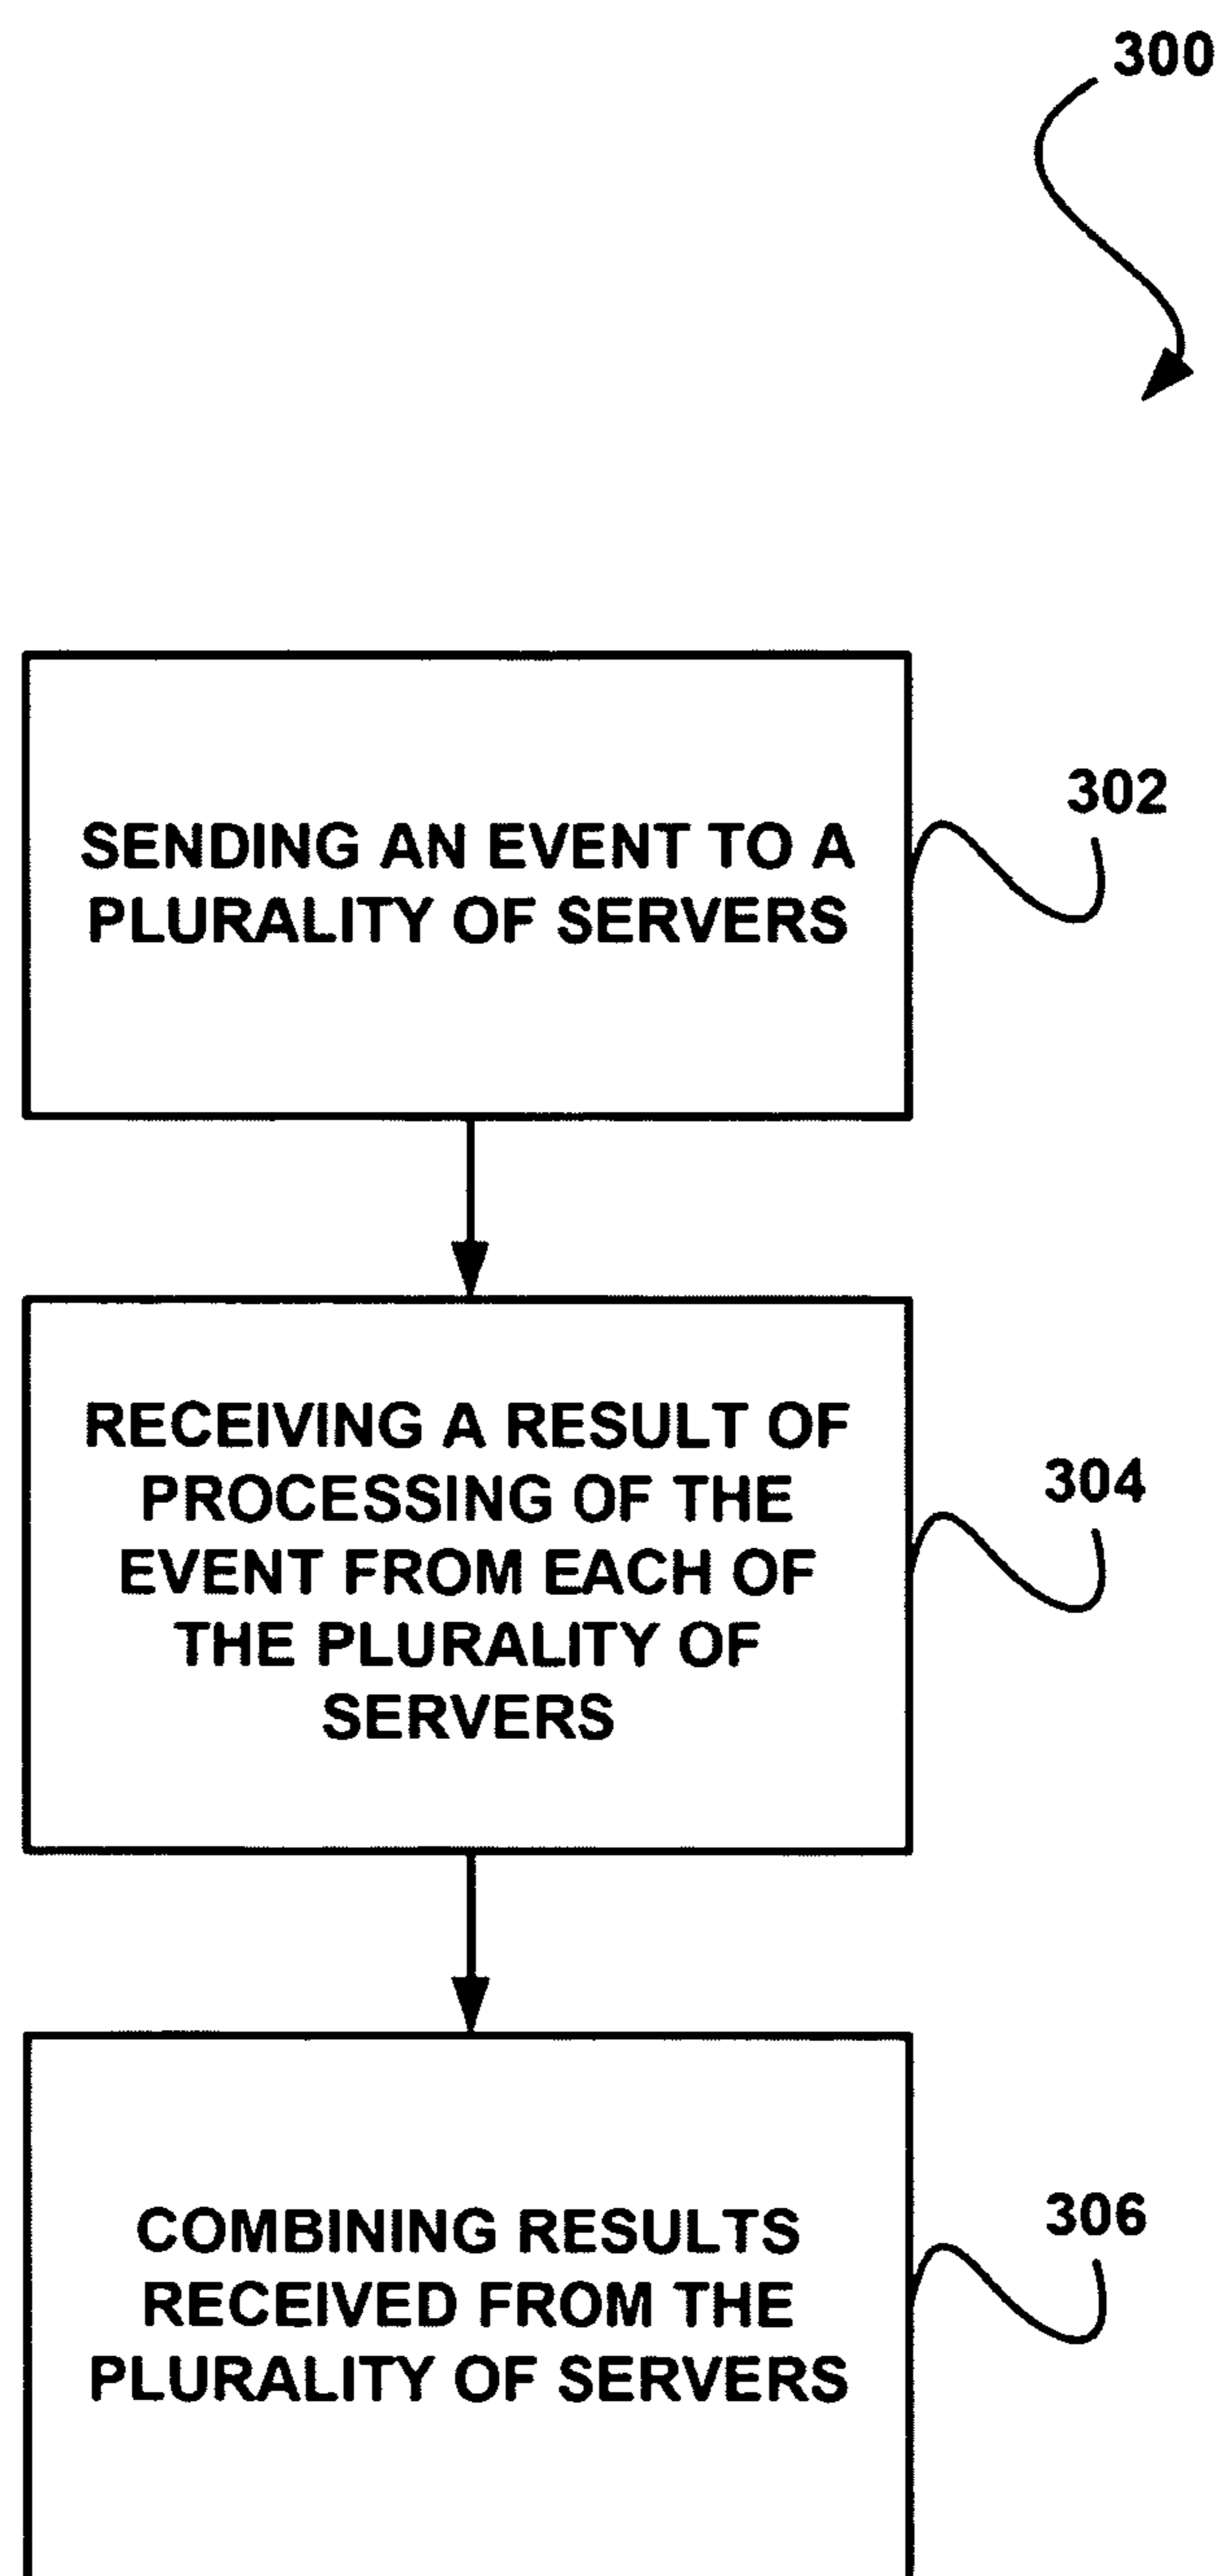 300
302
SENDING AN EVENT TO A
PLURALITY OF SERVERS
304
RECEIVING A RESULT OF
PROCESSING OF THE
EVENT FROM EACH OF
THE PLURALITY OF
SERVERS
306
COMBINING RESULTS
RECEIVED FROM THE
PLURALITY OF SERVERS